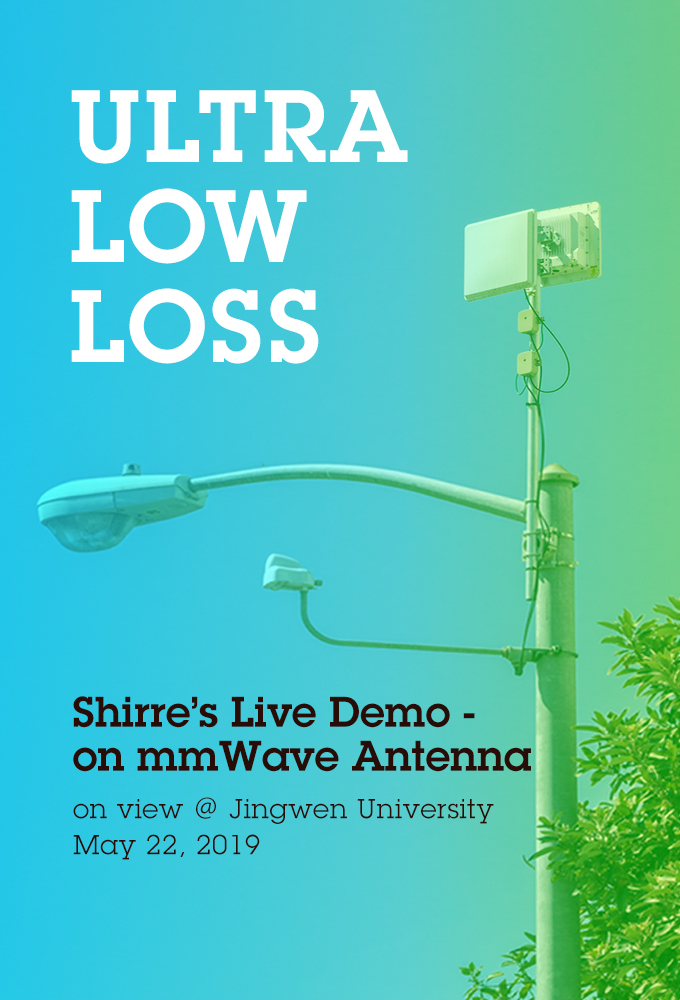 ULTRA
LOW
LOSS
Shirre's Live Demo -
on mmWave Antenna
on view @ Jingwen University
May 22, 2019